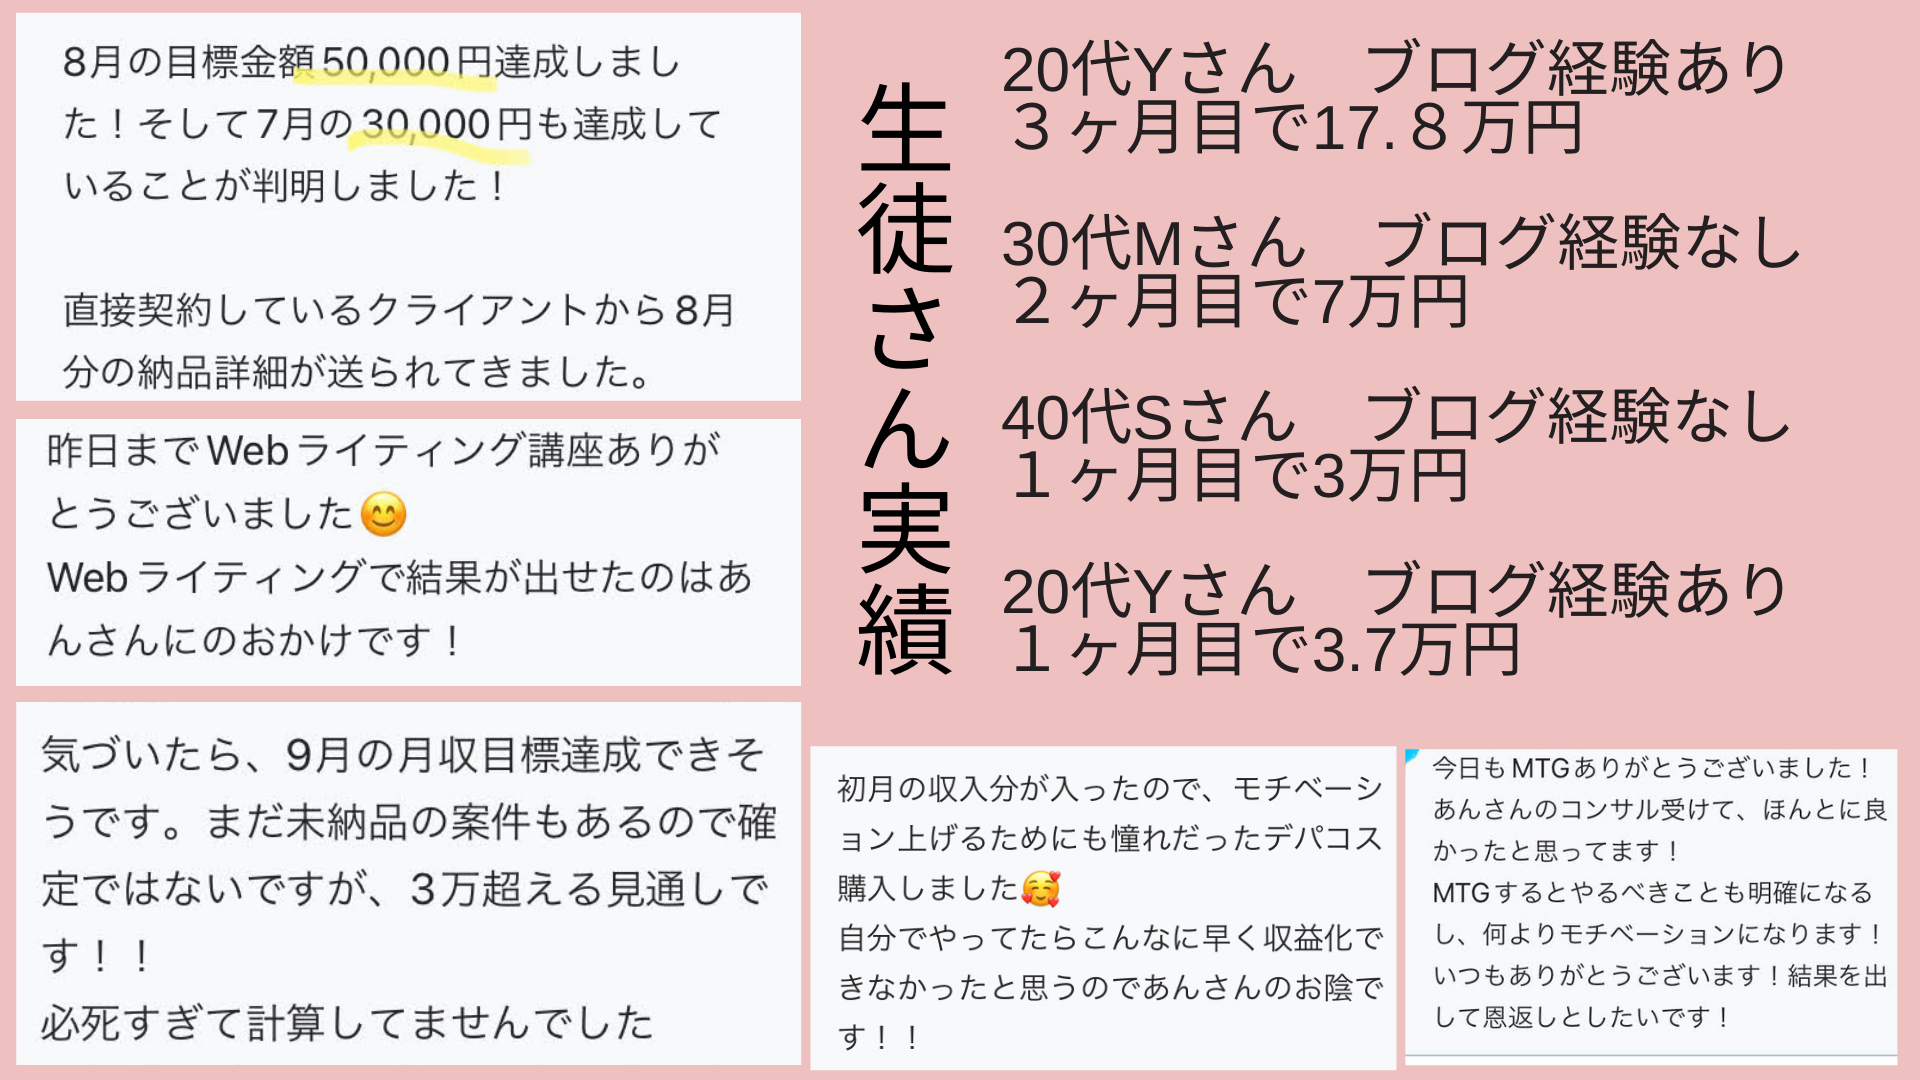 8月の目標金額50,000円達成しまし
た！そして7月の30,000円も達成して
いることが判明しました！
直接契約しているクライアントから8月
分の納品詳細が送られてきました。
昨日までWebライティング講座ありが
とうございました😊
Webライティングで結果が出せたのはあ
んさんにのおかけです！
気づいたら、9月の月収目標達成できそ
うです。まだ未納品の案件もあるので確
定ではないですが、3万超える見通しで
す！！
必死すぎて計算してませんでした
生徒さん実績
20代Yさん　ブログ経験あり
３ヶ月目で17.８万円
30代Mさん　ブログ経験なし
２ヶ月目で7万円
40代Sさん　ブログ経験なし
１ヶ月目で3万円
20代Yさん　ブログ経験あり
１ヶ月目で3.7万円
初月の収入分が入ったので、モチベーシ
ョン上げるためにも憧れだったデパコス
購入しました🥰
自分でやってたらこんなに早く収益化で
きなかったと思うのであんさんのお陰で
す！！
今日もMTGありがとうございました！
あんさんのコンサル受けて、ほんとに良
かったと思ってます！
MTGするとやるべきことも明確になる
し、何よりモチベーションになります！
いつもありがとうございます！結果を出
して恩返しとしたいです！